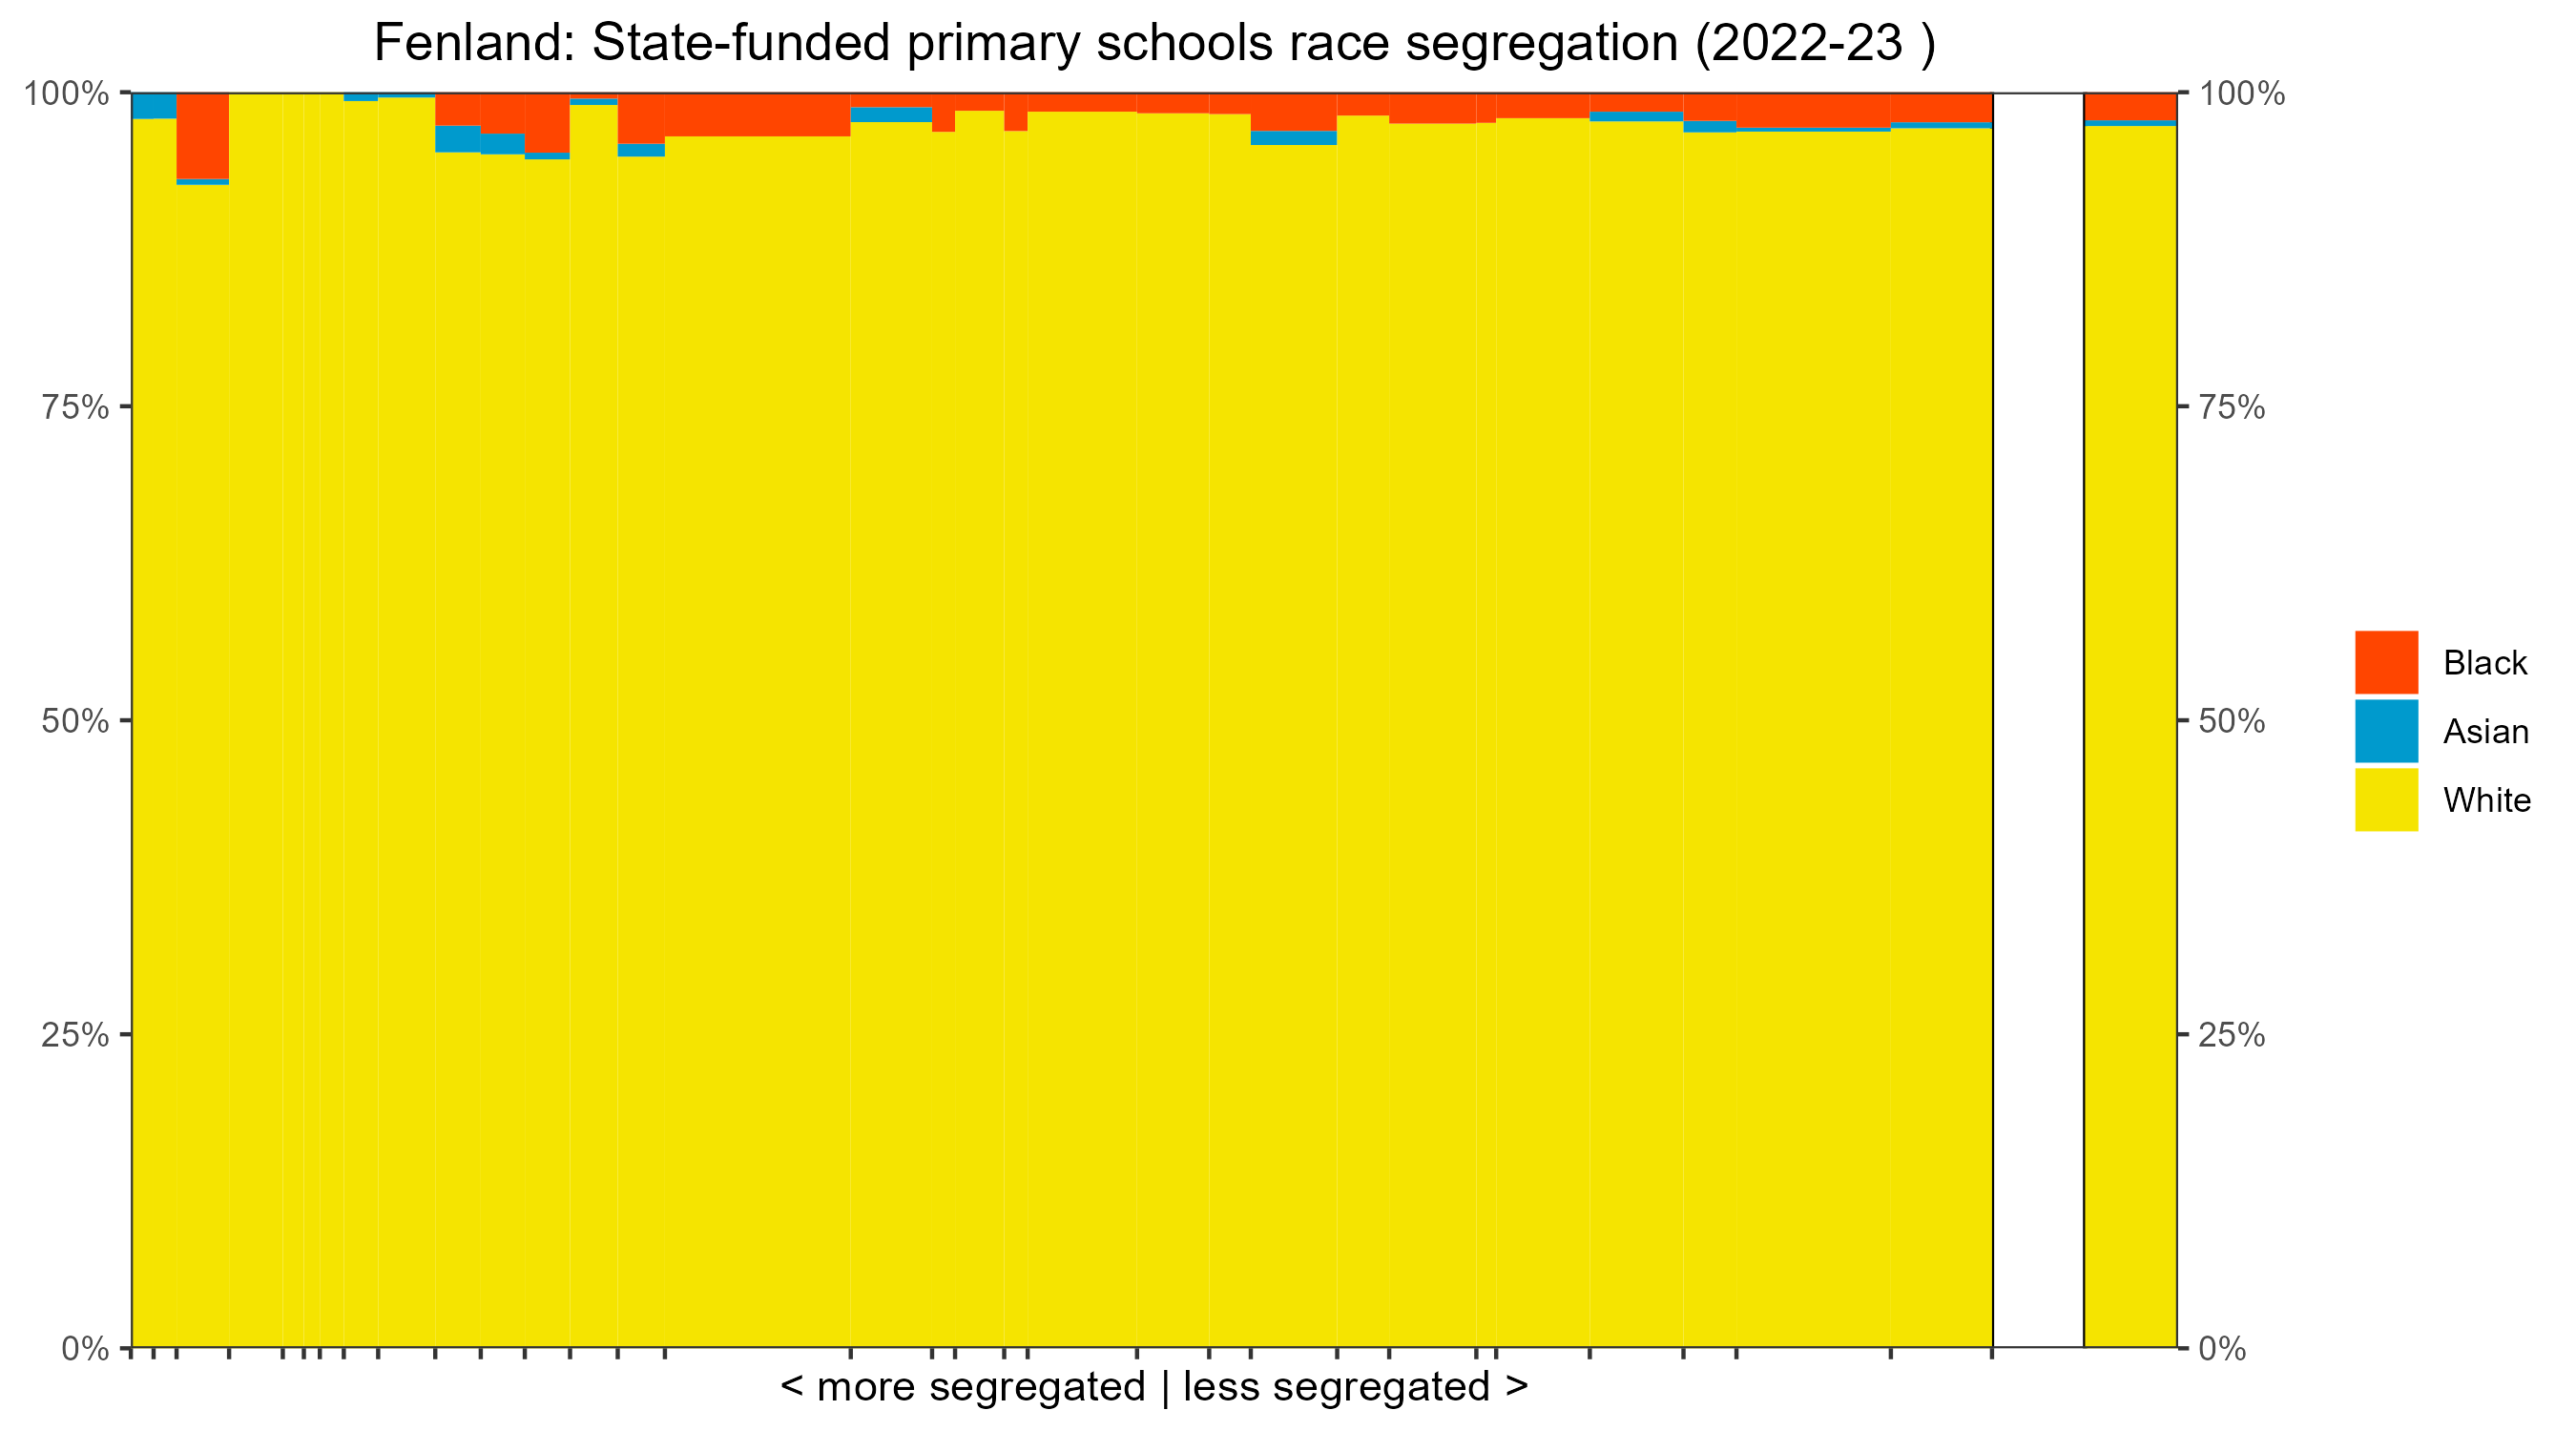 Fenland: State-funded primary schools race segregation (2022-23 )
100%
75%
50%
25%
0%
100%
75%
50%
25%
0%
Black
Asian
White
< more segregated | less segregated >